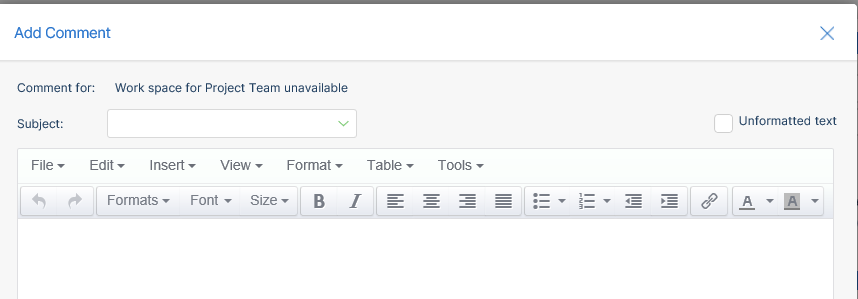 Add Comment
Comment for: Work space for Project Team unavailable
Subject:
Unformatted text
File Edit Insert View Format Table Tools
Formats Font Size B I A A